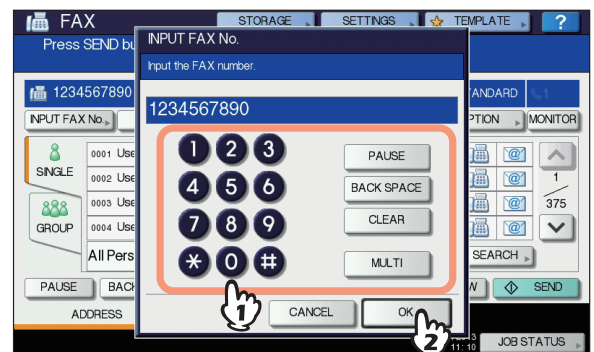 FAX
STORAGE
SETTINGS
TEMPLATE
?
Press SEND bu
INPUT FAX No.
Input the FAX number.
1234567890
TANDARD
1
INPUT FAX No.
PTION
MONITOR
1234567890
1 2 3
4 5 6
7 8 9
* 0 #
PAUSE
BACK SPACE
CLEAR
MULTI
SINGLE
GROUP
0001 Use
0002 Use
0003 Use
0004 Use
All Pers
1
375
SEARCH
PAUSE
BACK
W
SEND
CANCEL
OK
1
2
ADDRESS
11:10
JOB STATUS